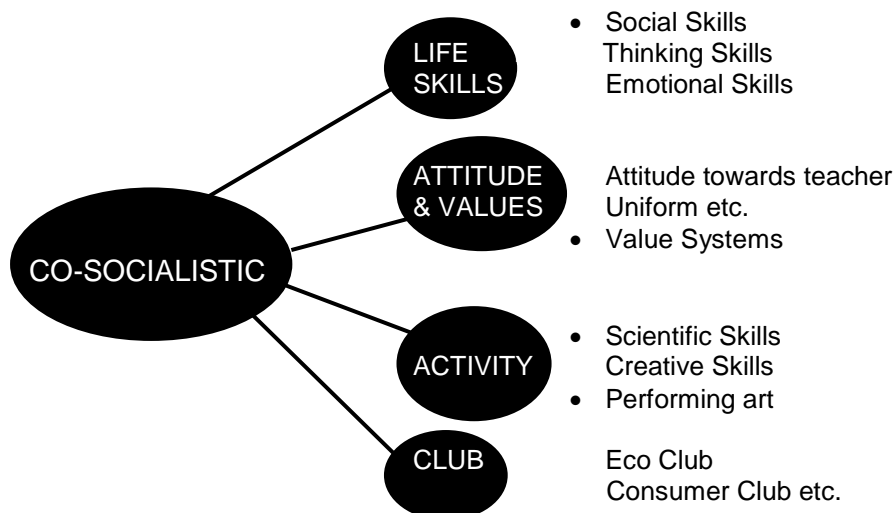 CO-SOCIALISTIC
LIFE
SKILLS
• Social Skills
Thinking Skills
Emotional Skills
ATTITUDE
& VALUES
Attitude towards teacher
Uniform etc.
• Value Systems
ACTIVITY
• Scientific Skills
Creative Skills
• Performing art
CLUB
Eco Club
Consumer Club etc.